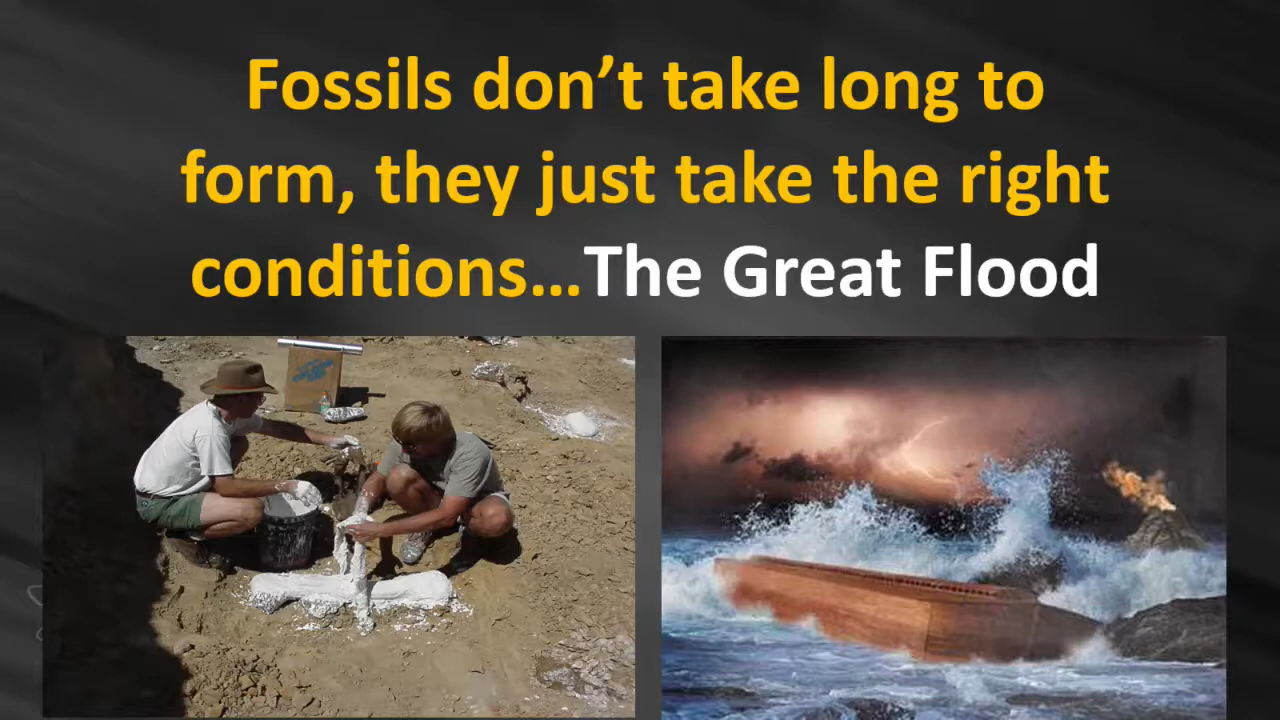 Fossils don’t take long to
form, they just take the right
conditions…The Great Flood